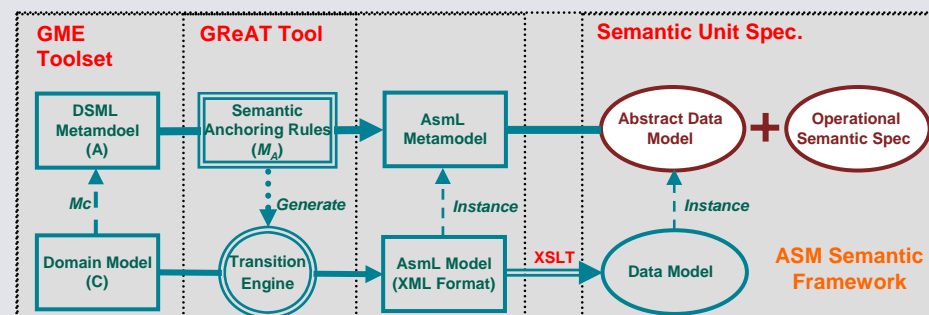 GME
Toolset
GReAT Tool
Semantic Unit Spec.
DSML
Metamdoel
(A)
Semantic
Anchoring Rules
(M_A)
AsmL
Metamodel
Abstract Data
Model
+
Operational
Semantic Spec
Mc
Generate
Instance
Instance
Domain Model
(C)
Transition
Engine
AsmL Model
(XML Format)
XSLT
Data Model
ASM Semantic
Framework